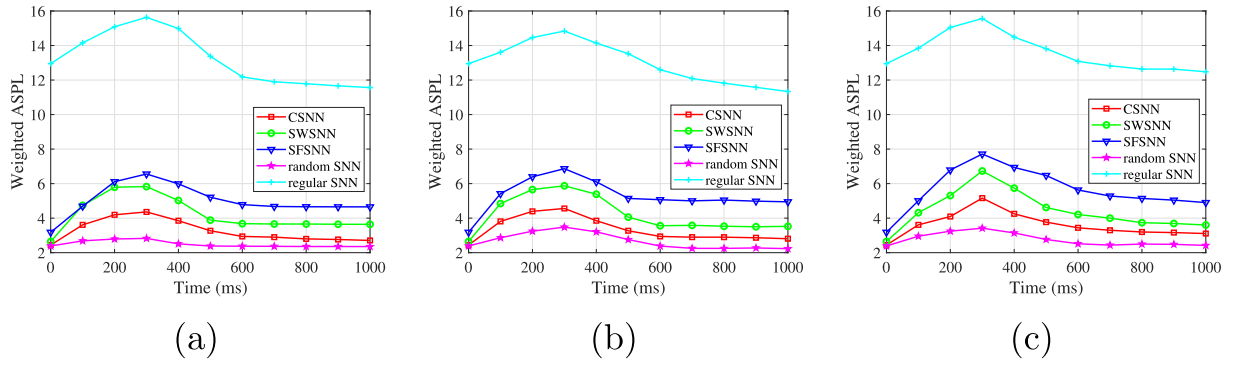 16
14
12
10
8
6
4
2
Weighted ASPL
CSNN
SWSNN
SFSNN
random SNN
regular SNN
0 200 400 600 800 1000
Time (ms)
(a)
16
14
12
10
8
6
4
2
Weighted ASPL
CSNN
SWSNN
SFSNN
random SNN
regular SNN
0 200 400 600 800 1000
Time (ms)
(b)
16
14
12
10
8
6
4
2
Weighted ASPL
CSNN
SWSNN
SFSNN
random SNN
regular SNN
0 200 400 600 800 1000
Time (ms)
(c)